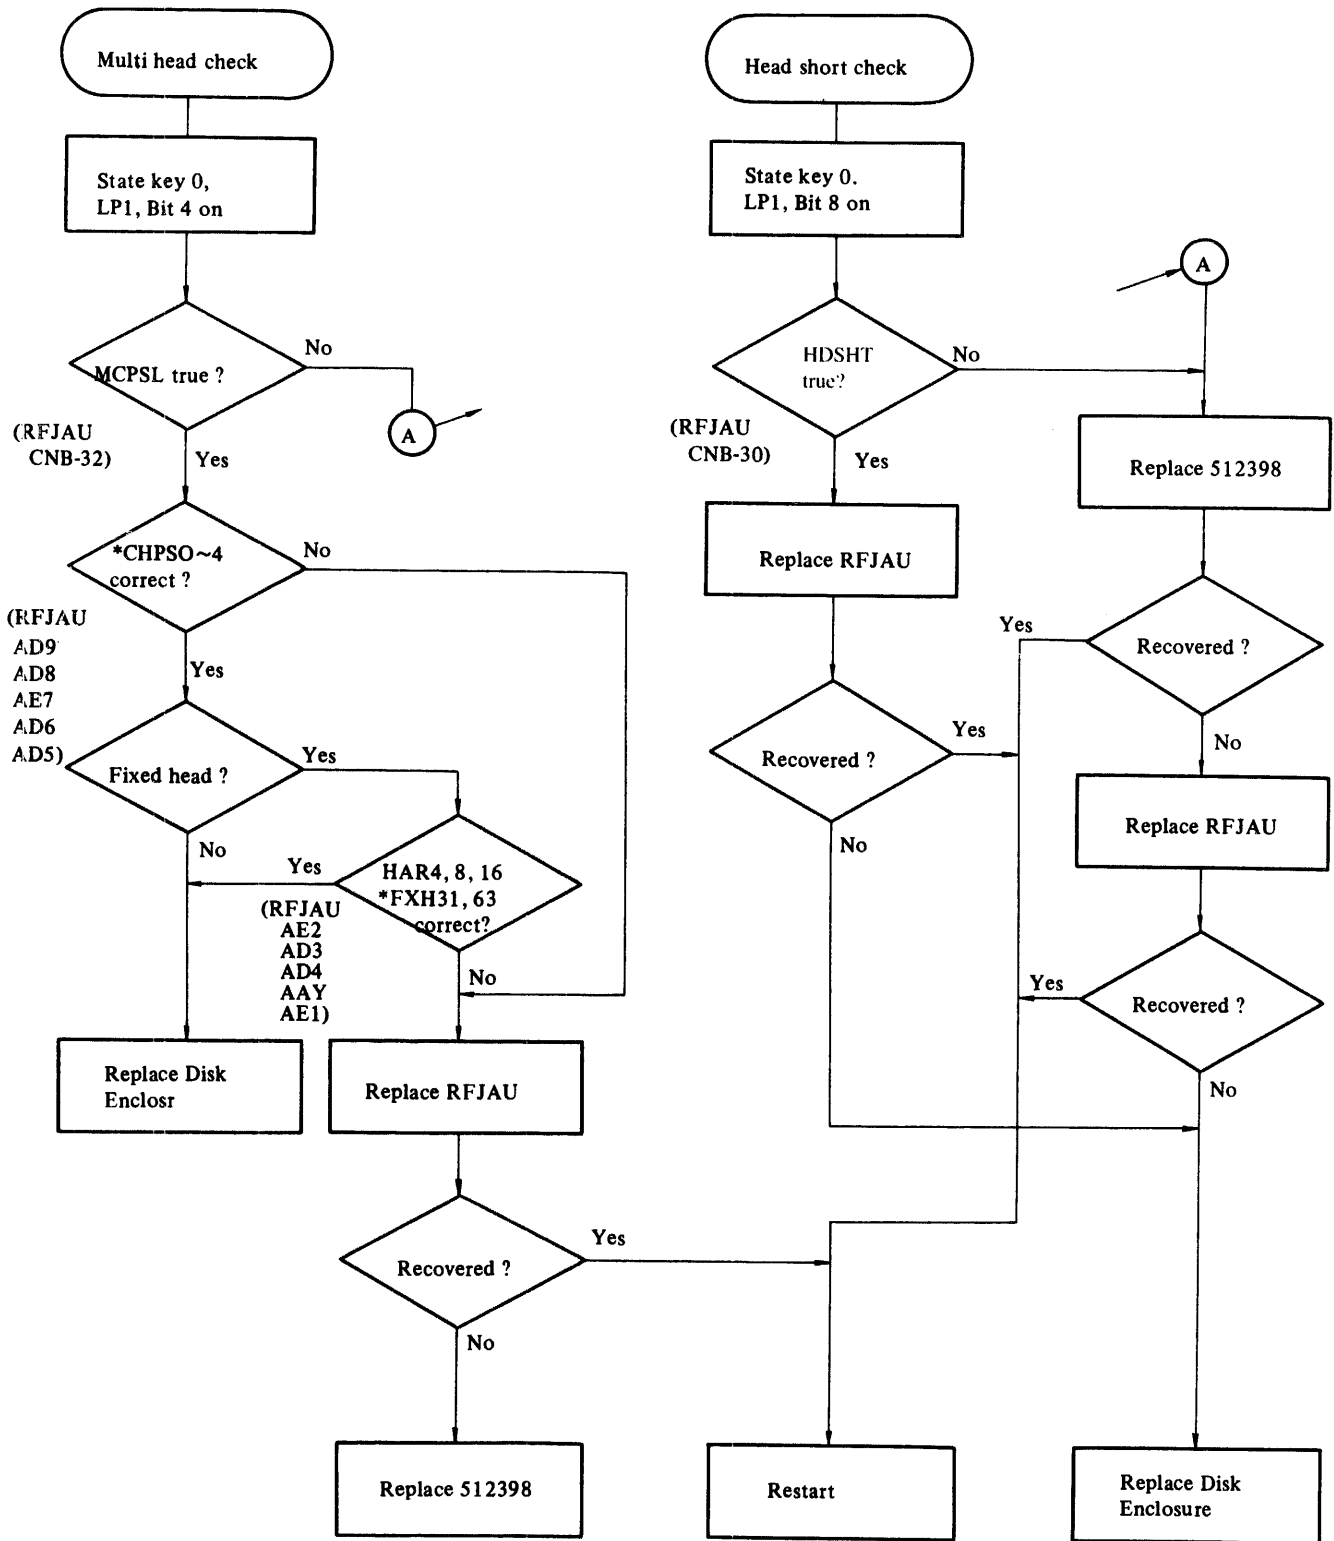 Multi head check
State key 0,
LP1, Bit 4 on
MCPSL true ?
No
A
(RFJAU
CNB-32)
Yes
*CHPSO~4
correct ?
No
(RFJAU
AD9
AD8
AE7
AD6
AD5)
Yes
Fixed head ?
Yes
No
HAR4, 8, 16
*FXH31, 63
correct?
Yes
(RFJAU
AE2
AD3
AD4
AAY
AE1)
No
Replace Disk
Enclosr
Replace RFJAU
Recovered ?
Yes
No
Replace 512398
Head short check
State key 0.
LP1, Bit 8 on
HDSHT
true?
No
(RFJAU
CNB-30)
Yes
Replace RFJAU
Recovered ?
Yes
No
Restart
A
Replace 512398
Recovered ?
Yes
No
Replace RFJAU
Recovered ?
Yes
No
Replace Disk
Enclosure